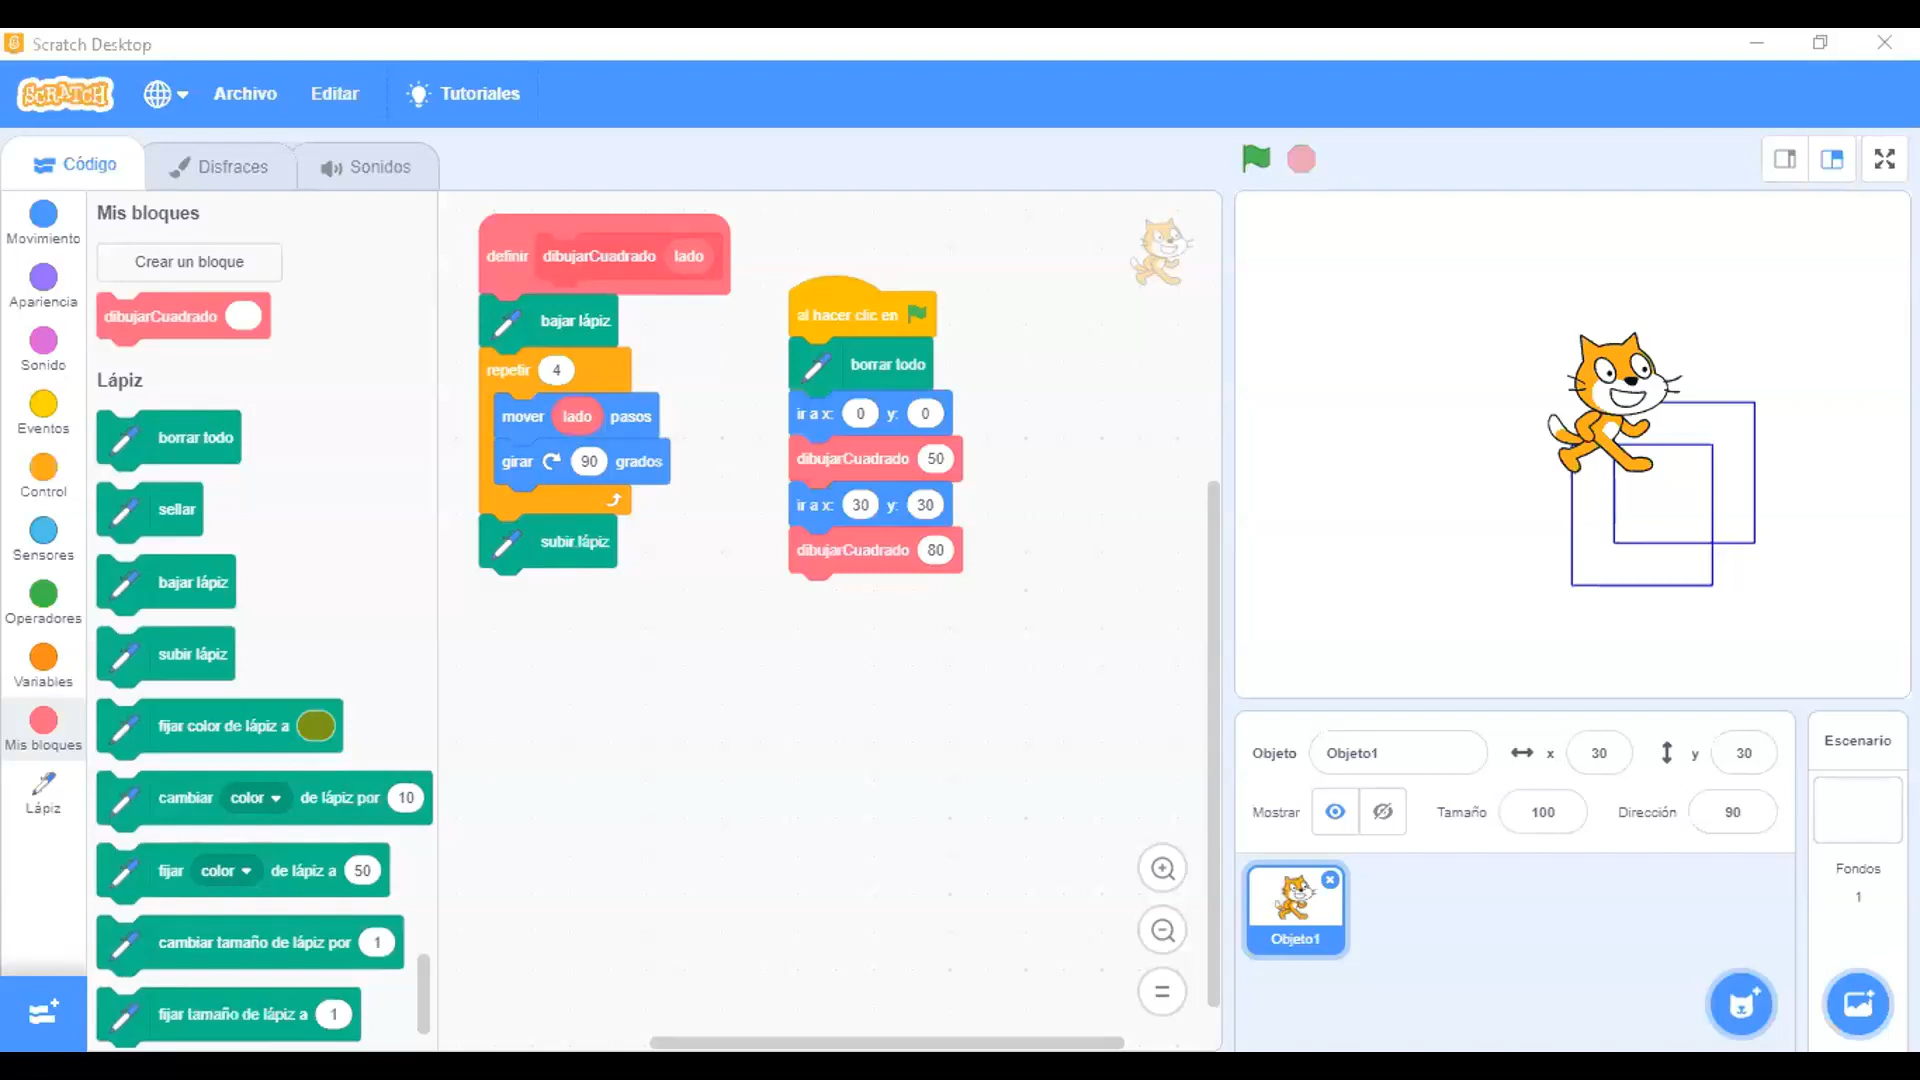 Scratch Desktop
SCRATCH
Archivo
Editar
Tutoriales
Código
Disfraces
Sonidos
Movimiento
Apariencia
Sonido
Eventos
Control
Sensores
Operadores
Variables
Mis bloques
Lápiz
Mis bloques
Crear un bloque
dibujarCuadrado
Lápiz
borrar todo
sellar
bajar lápiz
subir lápiz
fijar color de lápiz a
cambiar color de lápiz por 10
fijar color de lápiz a 50
cambiar tamaño de lápiz por 1
fijar tamaño de lápiz a 1
definir dibujarCuadrado lado
bajar lápiz
repetir 4
mover lado pasos
girar 90 grados
subir lápiz
al hacer clic en
borrar todo
ir a x: 0 y: 0
dibujarCuadrado 50
ir a x: 30 y: 30
dibujarCuadrado 80
Objeto Objeto1 x 30 y 30
Mostrar Tamaño 100 Dirección 90
Objeto1
Escenario
Fondos
1